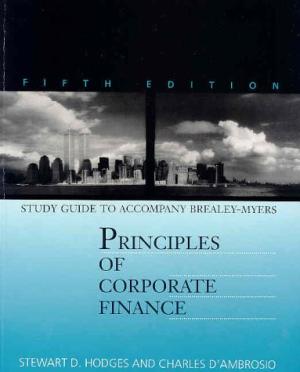 FIFTH EDITION
STUDY GUIDE TO ACCOMPANY BREALEY-MYERS
PRINCIPLES
OF
CORPORATE
FINANCE
STEWART D. HODGES AND CHARLES D'AMBROSIO